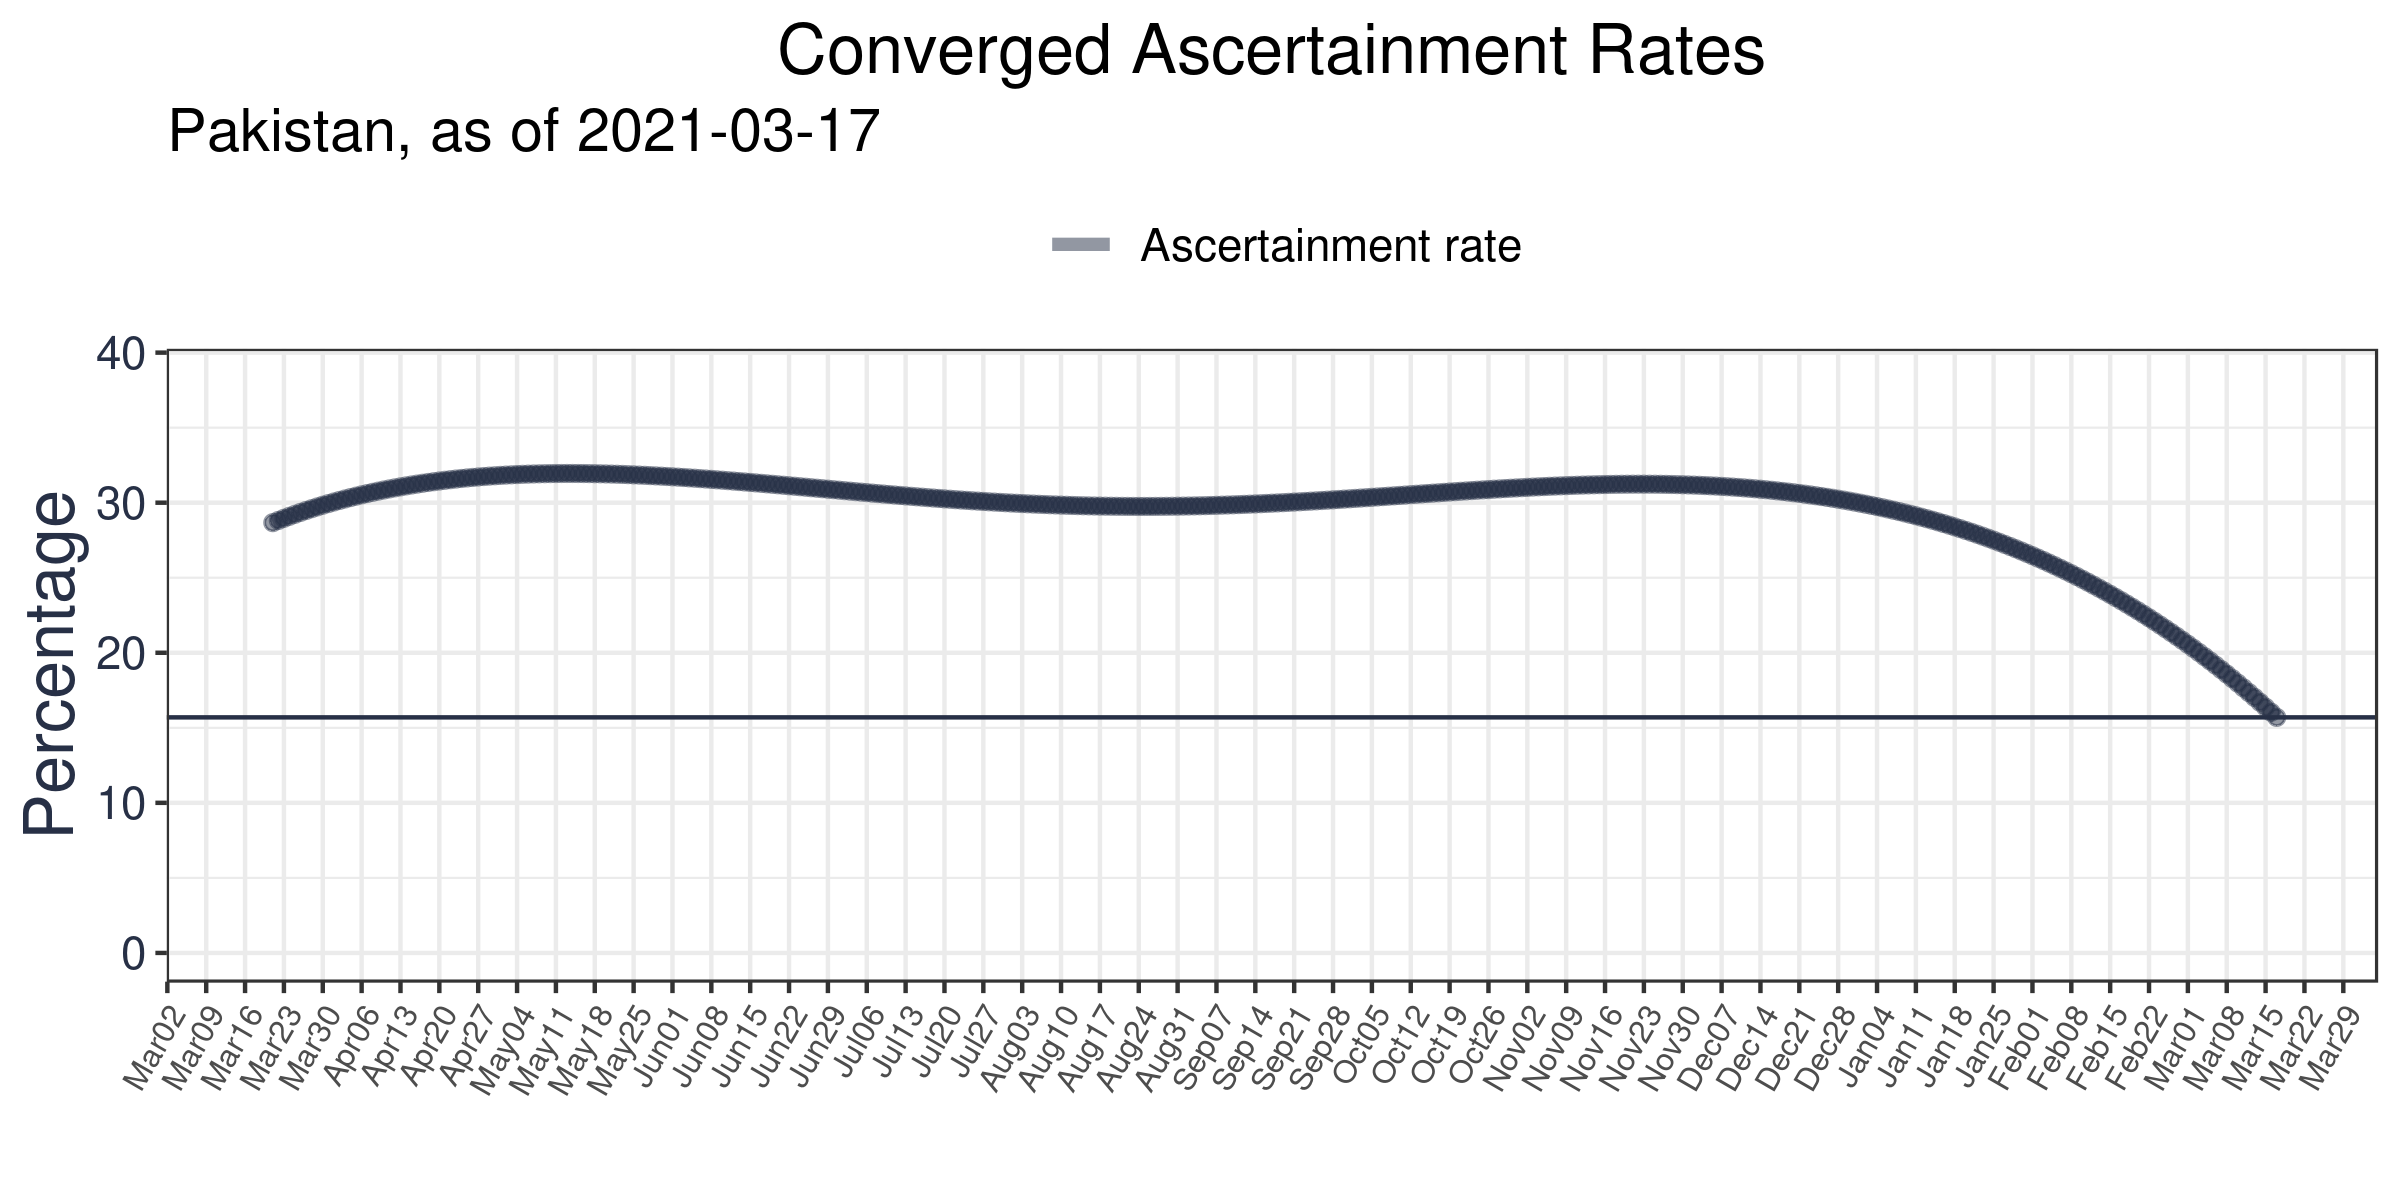 Converged Ascertainment Rates
Pakistan, as of 2021-03-17
Ascertainment rate
Percentage
40
30
20
10
0
Mar02
Mar09
Mar16
Mar23
Mar30
Apr06
Apr13
Apr20
Apr27
May04
May11
May18
May25
Jun01
Jun08
Jun15
Jun22
Jun29
Jul06
Jul13
Jul20
Jul27
Aug03
Aug10
Aug17
Aug24
Aug31
Sep07
Sep14
Sep21
Sep28
Oct05
Oct12
Oct19
Oct26
Nov02
Nov09
Nov16
Nov23
Nov30
Dec07
Dec14
Dec21
Dec28
Jan04
Jan11
Jan18
Jan25
Feb01
Feb08
Feb15
Feb22
Mar01
Mar08
Mar15
Mar22
Mar29